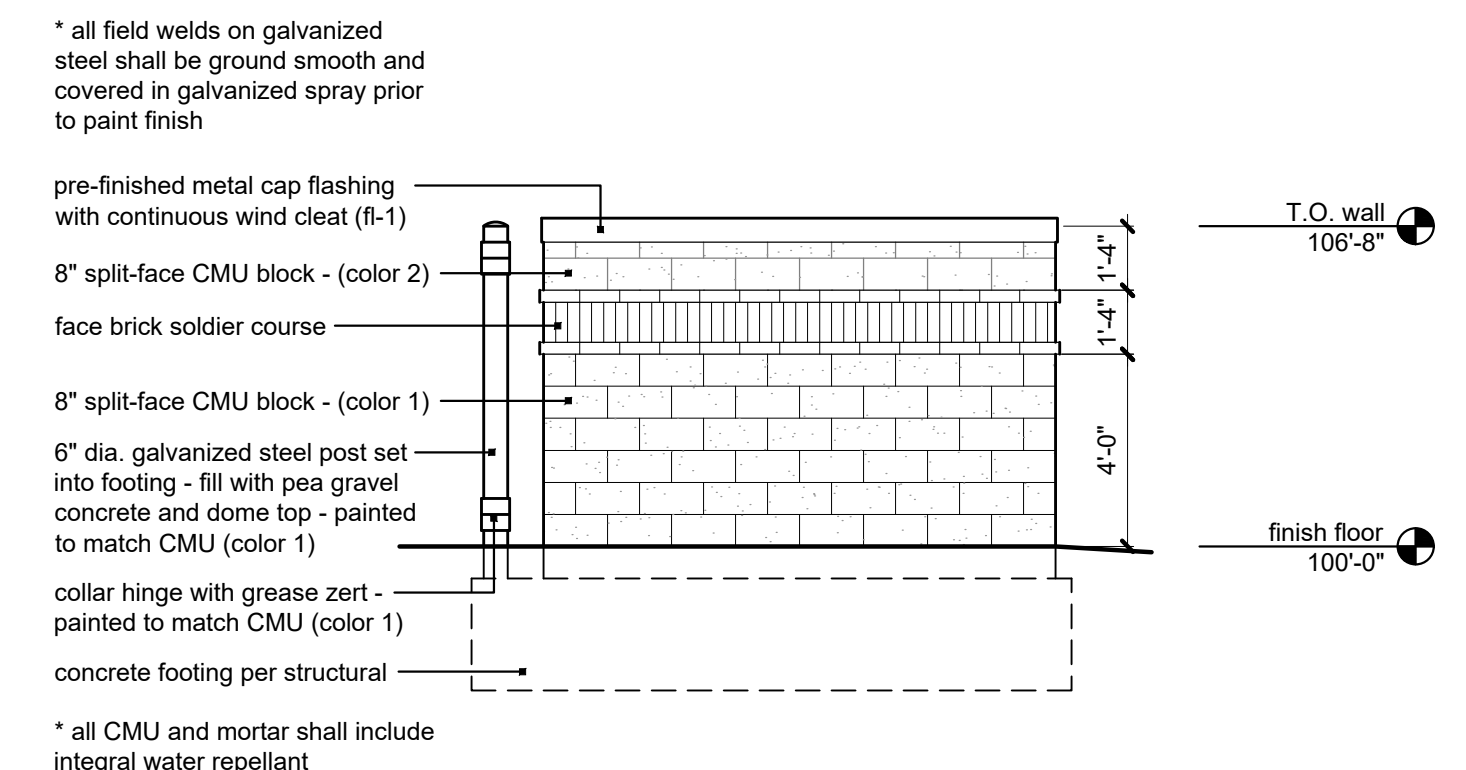 * all field welds on galvanized
steel shall be ground smooth and
covered in galvanized spray prior
to paint finish
pre-finished metal cap flashing
with continuous wind cleat (fl-1)
8" split-face CMU block - (color 2)
face brick soldier course
8" split-face CMU block - (color 1)
6" dia. galvanized steel post set
into footing - fill with pea gravel
concrete and dome top - painted
to match CMU (color 1)
collar hinge with grease zert -
painted to match CMU (color 1)
concrete footing per structural
* all CMU and mortar shall include
integral water repellant
1'-4"
1'-4"
4'-0"
T.O. wall
106'-8"
finish floor
100'-0"